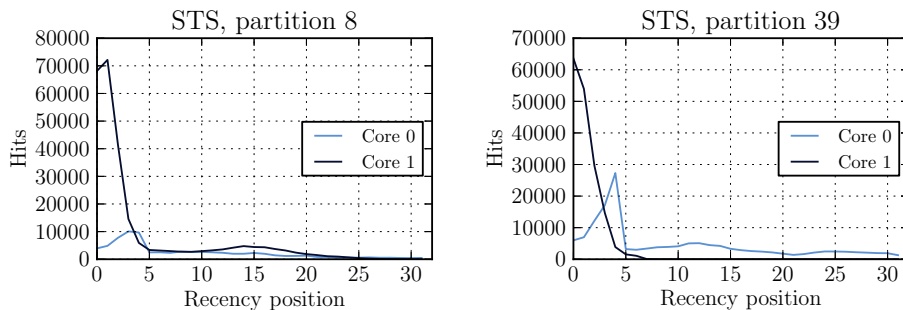 STS, partition 8
80000
70000
60000
50000
40000
30000
20000
10000
0
Hits
Core 0
Core 1
0 5 10 15 20 25 30
Recency position
STS, partition 39
70000
60000
50000
40000
30000
20000
10000
0
Hits
Core 0
Core 1
0 5 10 15 20 25 30
Recency position